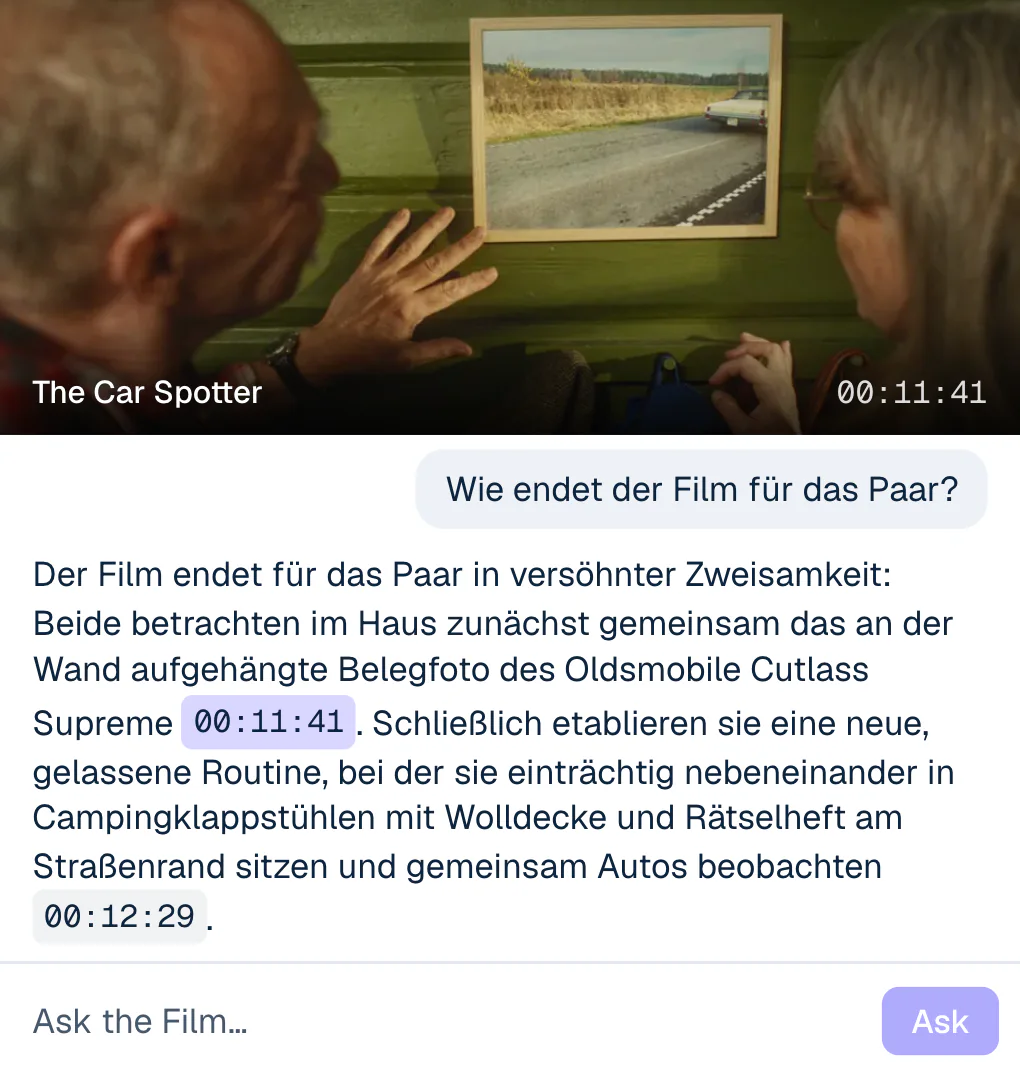 The Car Spotter
00:11:41
Wie endet der Film für das Paar?
Der Film endet für das Paar in versöhnter Zweisamkeit:
Beide betrachten im Haus zunächst gemeinsam das an der
Wand aufgehängte Belegfoto des Oldsmobile Cutlass
Supreme 00:11:41. Schließlich etablieren sie eine neue,
gelassene Routine, bei der sie einträchtig nebeneinander in
Campingklappstühlen mit Wolldecke und Rätselheft am
Straßenrand sitzen und gemeinsam Autos beobachten
00:12:29.
Ask the Film…
Ask